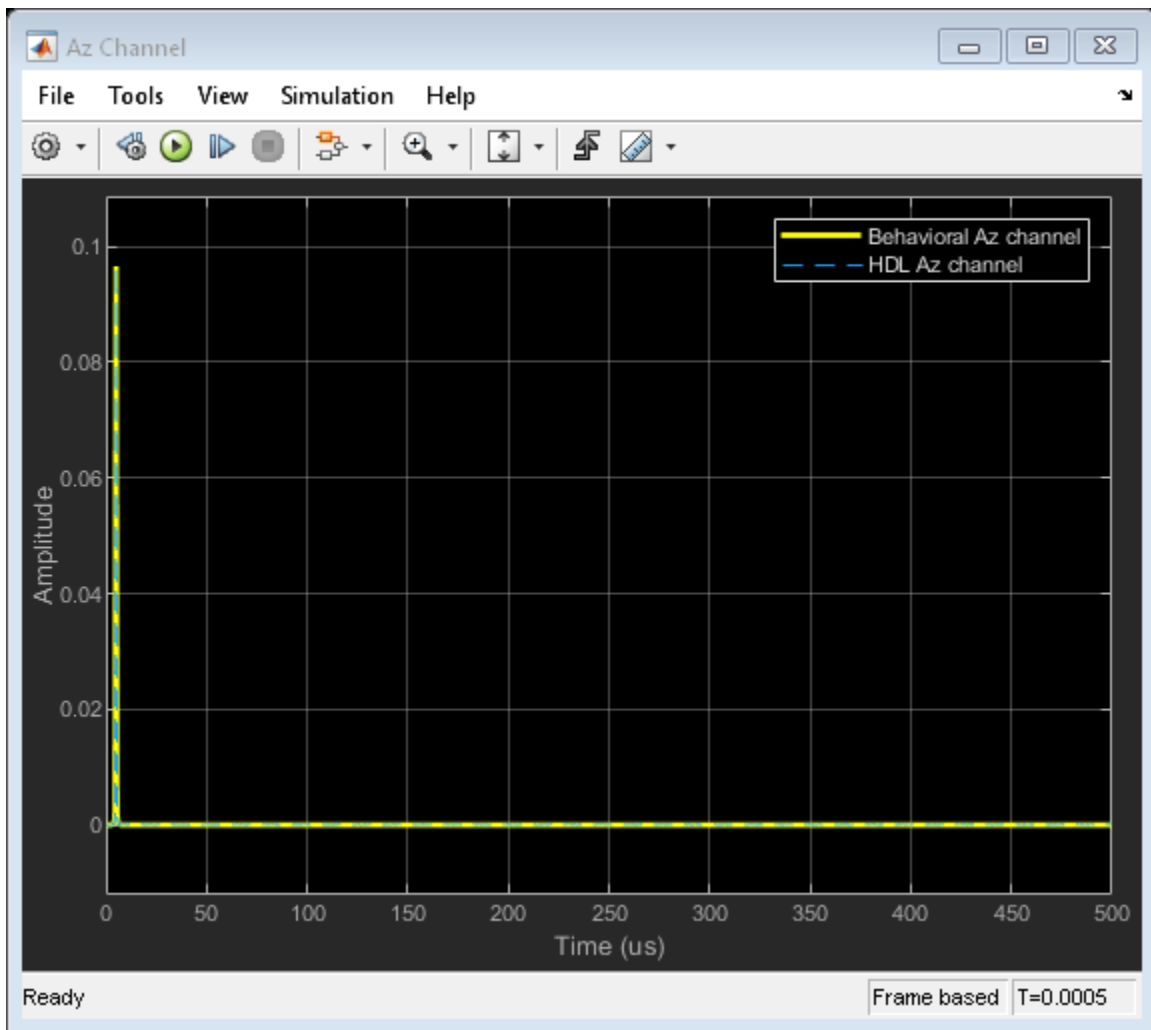 Az Channel
File Tools View Simulation Help
Behavioral Az channel
HDL Az channel
0.1
0.08
0.06
0.04
0.02
0
Amplitude
0 50 100 150 200 250 300 350 400 450 500
Time (us)
Ready Frame based T=0.0005